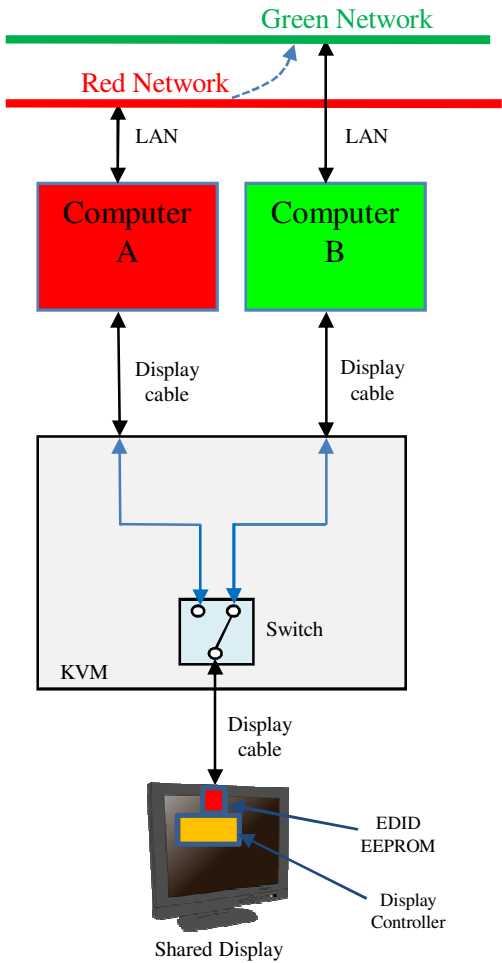 Green Network
Red Network
LAN
LAN
Computer
A
Computer
B
Display
cable
Display
cable
Switch
KVM
Display
cable
EDID
EEPROM
Display
Controller
Shared Display